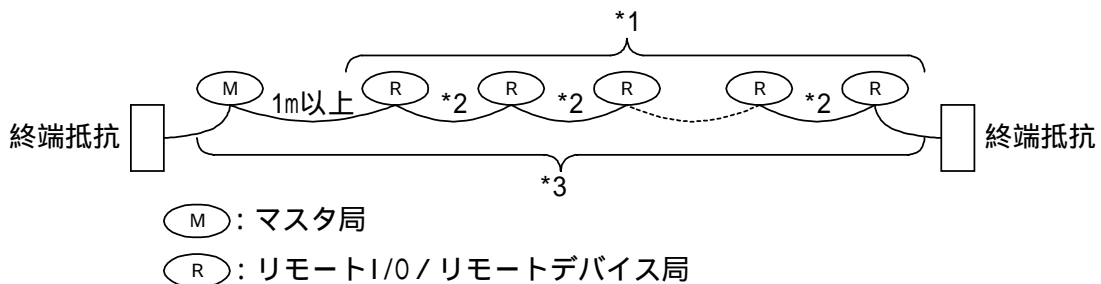 *1
M R R R R R
1m以上 *2 *2 *2
終端抵抗 終端抵抗
*3
M : マスタ局
R : リモートI/O / リモートデバイス局